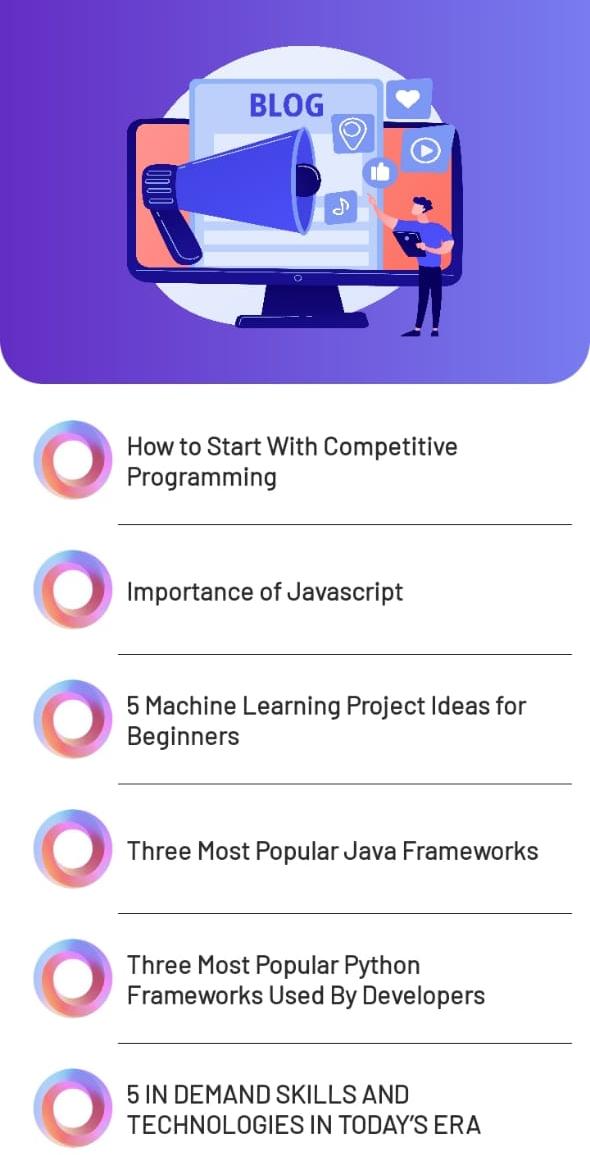 BLOG
How to Start With Competitive
Programming
Importance of Javascript
5 Machine Learning Project Ideas for
Beginners
Three Most Popular Java Frameworks
Three Most Popular Python
Frameworks Used By Developers
5 IN DEMAND SKILLS AND
TECHNOLOGIES IN TODAY'S ERA